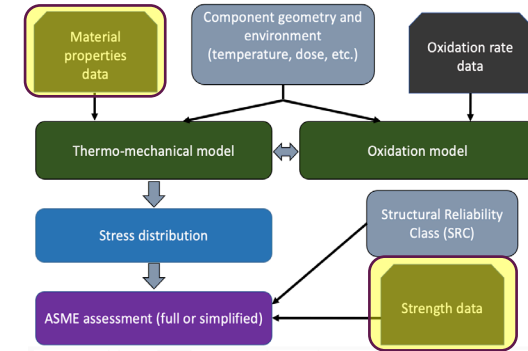 Material
properties
data
Component geometry and
environment
(temperature, dose, etc.)
Oxidation rate
data
Thermo-mechanical model
Oxidation model
Stress distribution
Structural Reliability
Class (SRC)
ASME assessment (full or simplified)
Strength data